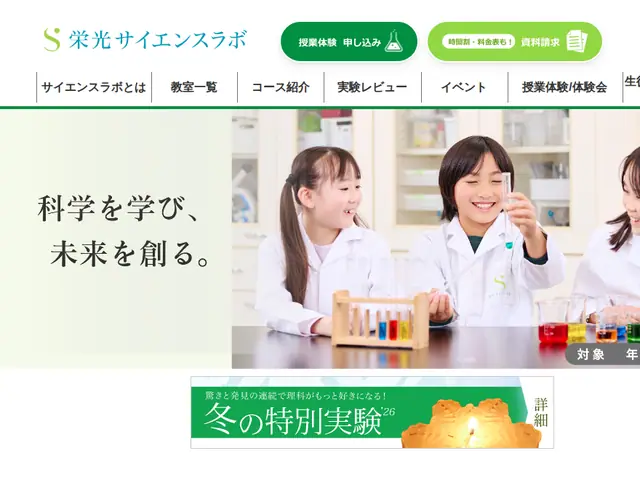 栄光サイエンスラボ
授業体験 申し込み
時間割・料金表も！ 資料請求
サイエンスラボとは
教室一覧
コース紹介
実験レビュー
イベント
授業体験/体験会
科学を学び、
未来を創る。
対象 年
驚きと発見の連続で理科がもっと好きになる！
冬の特別実験'26
詳細